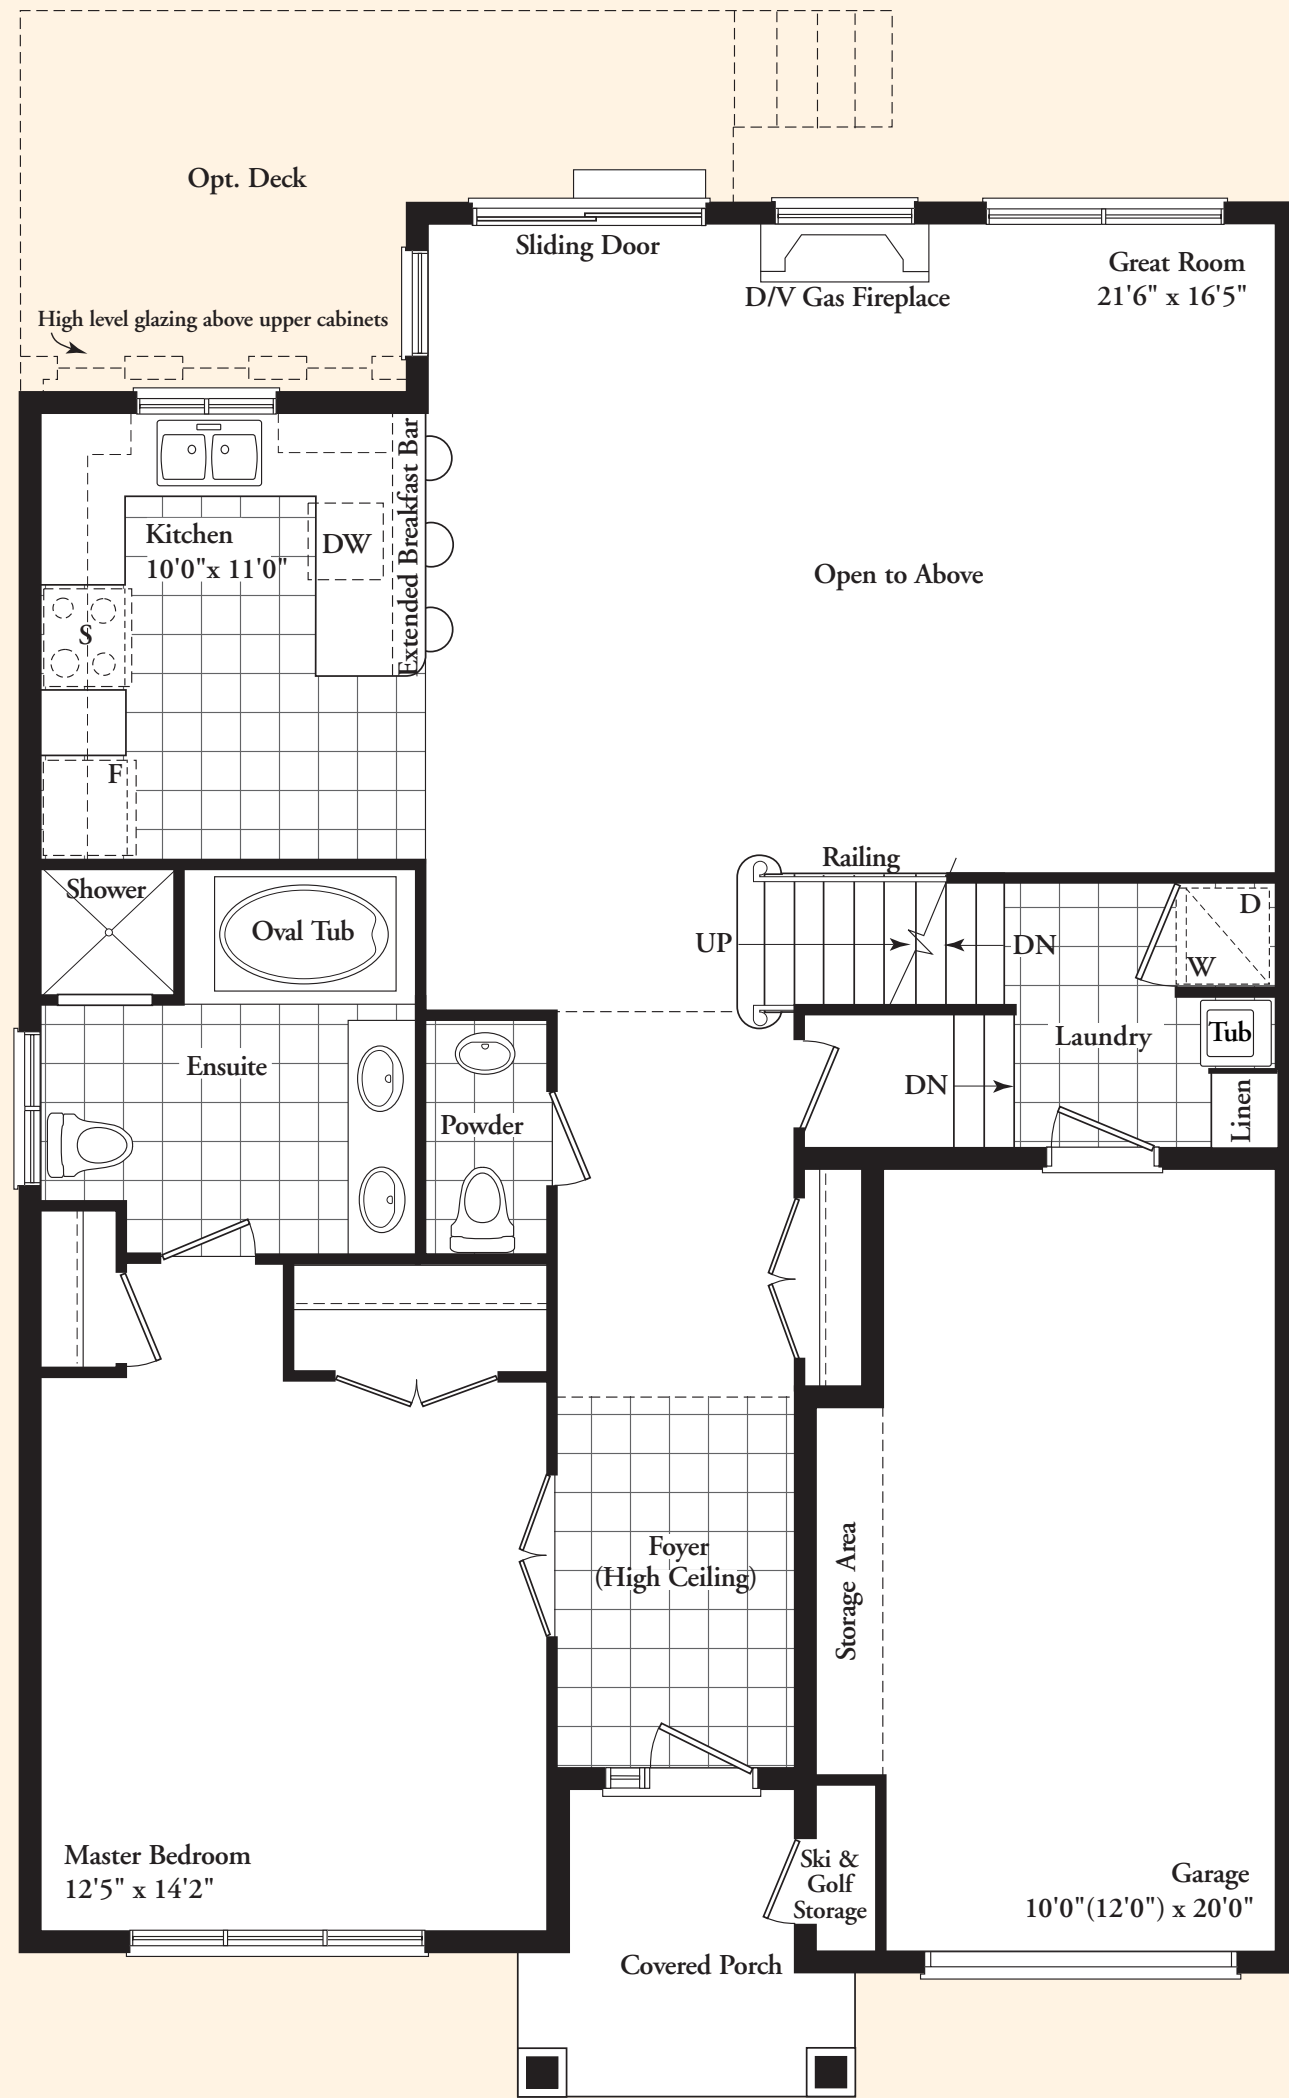 Opt. Deck
Sliding Door
Great Room
21'6" x 16'5"
D/V Gas Fireplace
High level glazing above upper cabinets
Extended Breakfast Bar
Kitchen
10'0"x 11'0"
DW
Open to Above
S
F
Railing
Shower
Oval Tub
UP
DN
D
W
Ensuite
Powder
Laundry
Tub
DN
Linen
Foyer
(High Ceiling)
Storage Area
Master Bedroom
12'5" x 14'2"
Ski &
Golf
Storage
Garage
10'0"(12'0") x 20'0"
Covered Porch